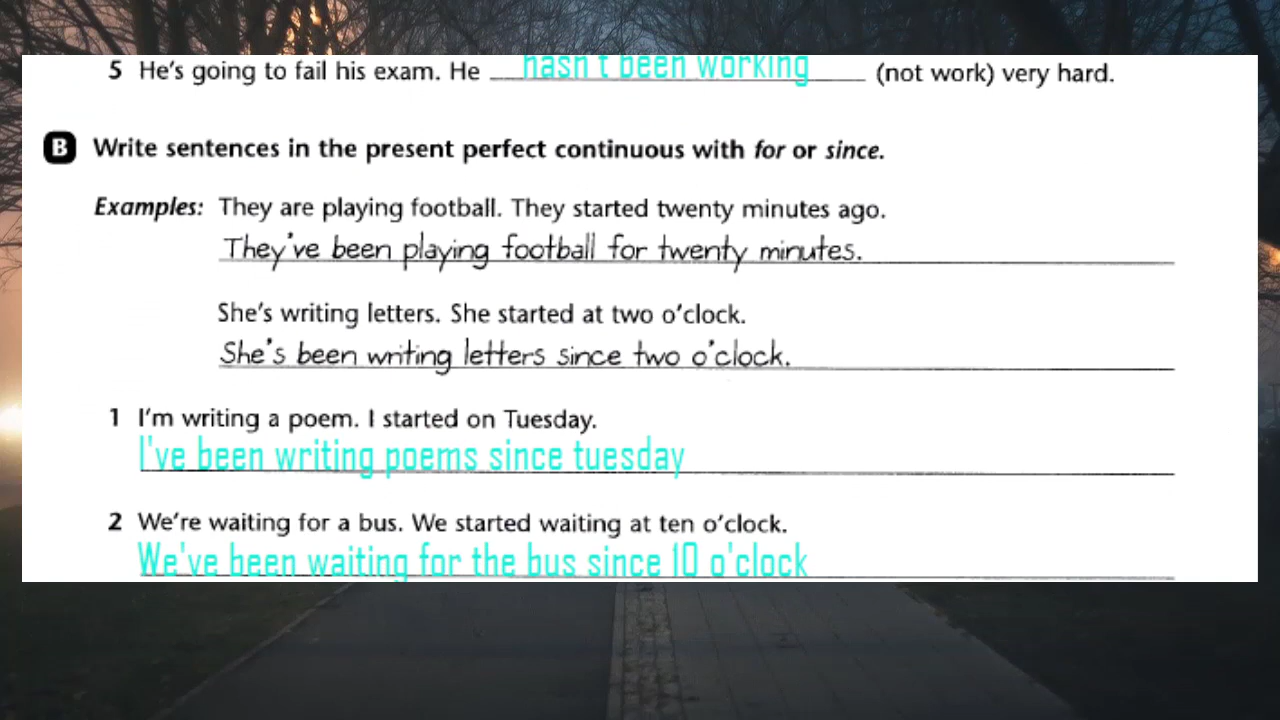 5 He's going to fail his exam. He hasn't been working (not work) very hard.
B Write sentences in the present perfect continuous with for or since.
Examples: They are playing football. They started twenty minutes ago.
They've been playing football for twenty minutes.
She's writing letters. She started at two o'clock.
She's been writing letters since two o'clock.
1 I'm writing a poem. I started on Tuesday.
I've been writing poems since tuesday
2 We're waiting for a bus. We started waiting at ten o'clock.
We've been waiting for the bus since 10 o'clock